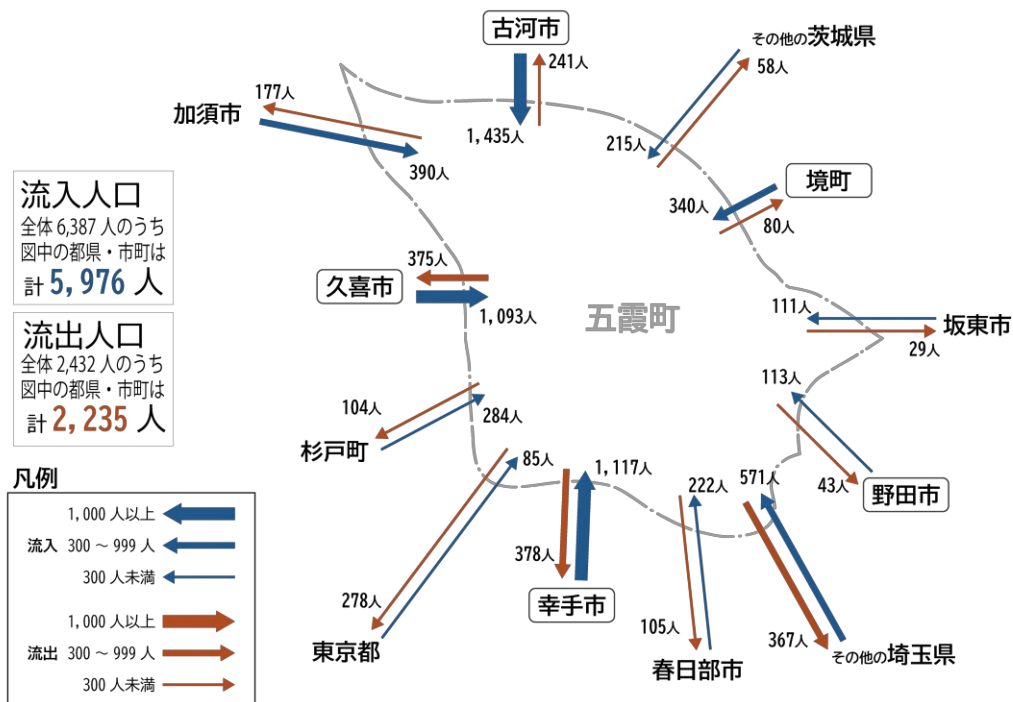 古河市
241人
1,435人
その他の茨城県
58人
215人
177人
加須市
390人
境町
340人
80人
流入人口
全体 6,387 人のうち
図中の都県・市町は
計 5,976 人
375人
久喜市
1,093人
五霞町
111人
坂東市
29人
流出人口
全体 2,432 人のうち
図中の都県・市町は
計 2,235 人
104人
284人
杉戸町
113人
43人
野田市
85人
278人
東京都
1,117人
378人
幸手市
222人
105人
春日部市
571人
367人
その他の埼玉県
凡例
1,000 人以上
流入 300 ～ 999 人
300 人未満
1,000 人以上
流出 300 ～ 999 人
300 人未満